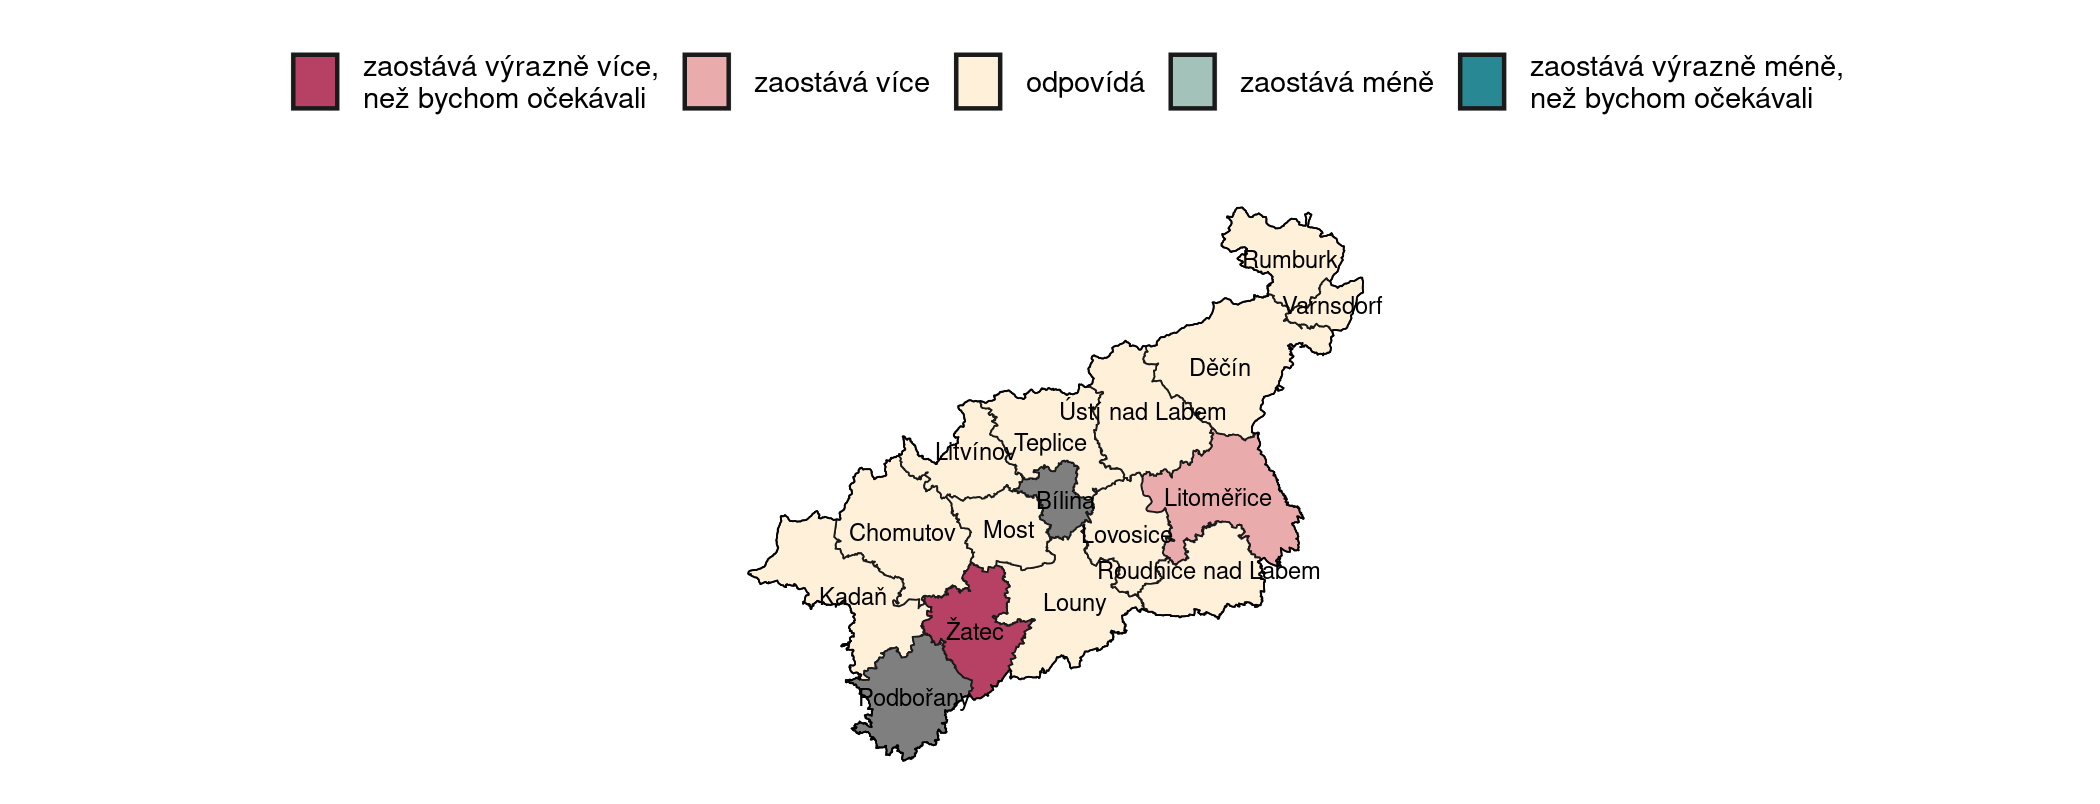 zaostává výrazně více,
než bychom očekávali
zaostává více
odpovídá
zaostává méně
zaostává výrazně méně,
než bychom očekávali
Rumburk
Varnsdorf
Děčín
Ústí nad Labem
Teplice
Litvínov
Bílina
Litoměřice
Chomutov
Most
Lovosice
Roudnice nad Labem
Kadaň
Louny
Žatec
Podbořany